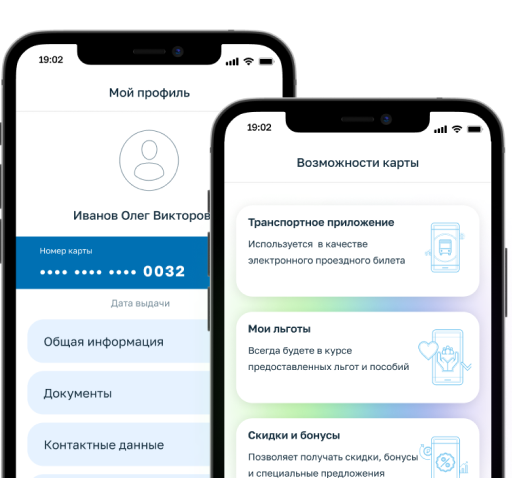 19:02
Мой профиль
Иванов Олег Викторов
Номер карты
•••• •••• •••• 0032
Дата выдачи
Общая информация
Документы
Контактные данные
19:02
Возможности карты
Транспортное приложение
Используется в качестве
электронного проездного билета
Мои льготы
Всегда будете в курсе
предоставленных льгот и пособий
Скидки и бонусы
Позволяет получать скидки, бонусы
и специальные предложения